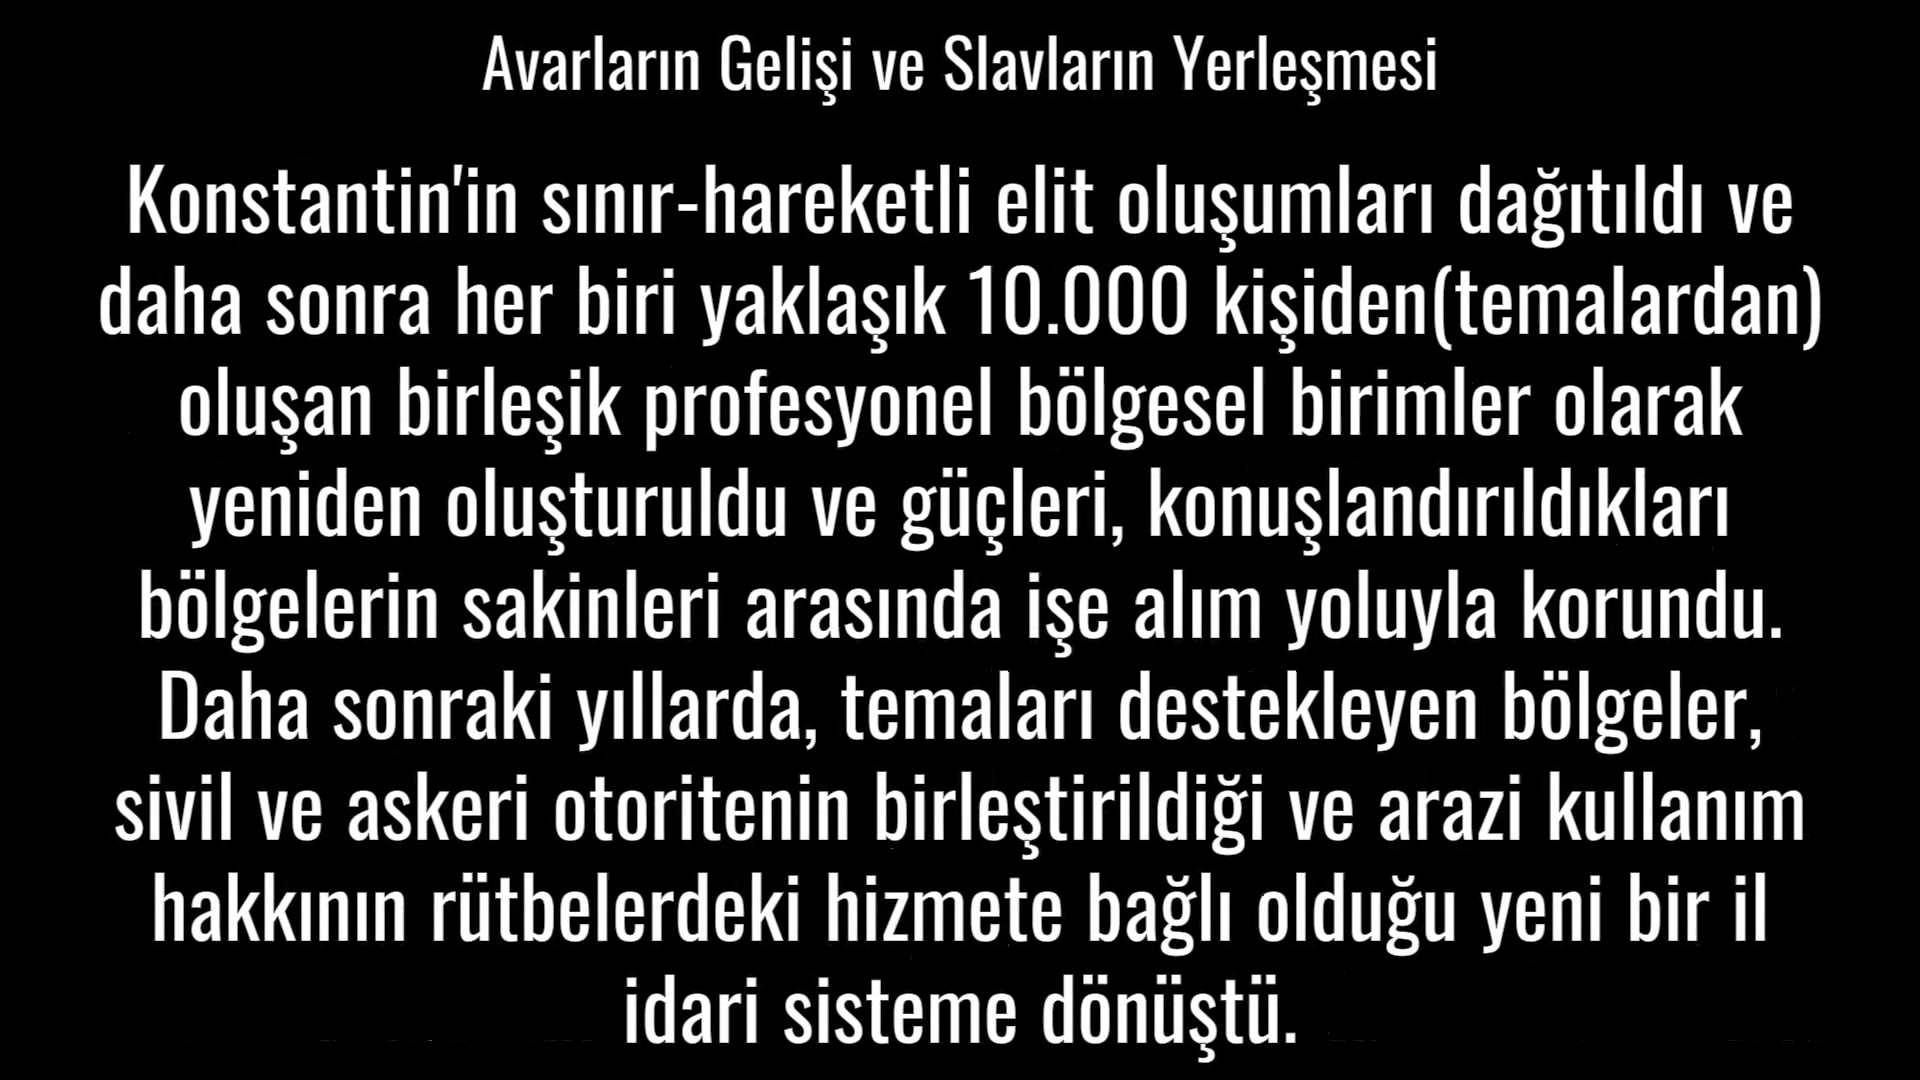 Avarların Gelişi ve Slavların Yerleşmesi
Konstantin'in sınır-hareketli elit oluşumları dağıtıldı ve
daha sonra her biri yaklaşık 10.000 kişiden(temalardan)
oluşan birleşik profesyonel bölgesel birimler olarak
yeniden oluşturuldu ve güçleri, konuşlandırıldıkları
bölgelerin sakinleri arasında işe alım yoluyla korundu.
Daha sonraki yıllarda, temaları destekleyen bölgeler,
sivil ve askeri otoritenin birleştirildiği ve arazi kullanım
hakkının rütbelerdeki hizmete bağlı olduğu yeni bir il
idari sisteme dönüştü.